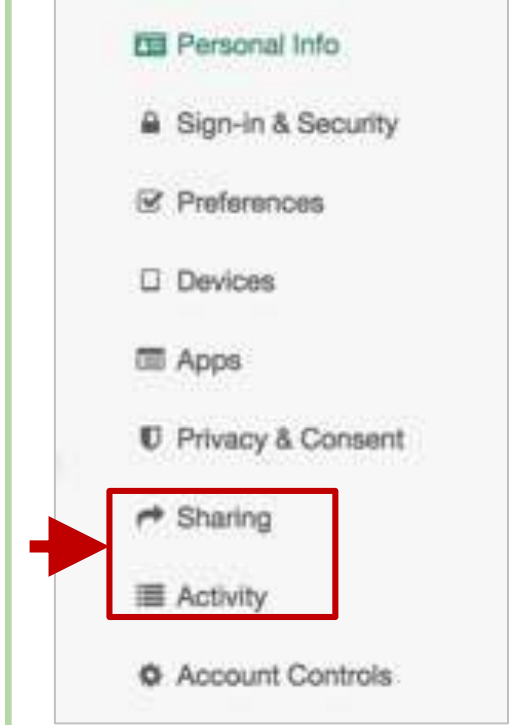 Personal Info
Sign-in & Security
Preferences
Devices
Apps
Privacy & Consent
Sharing
Activity
Account Controls